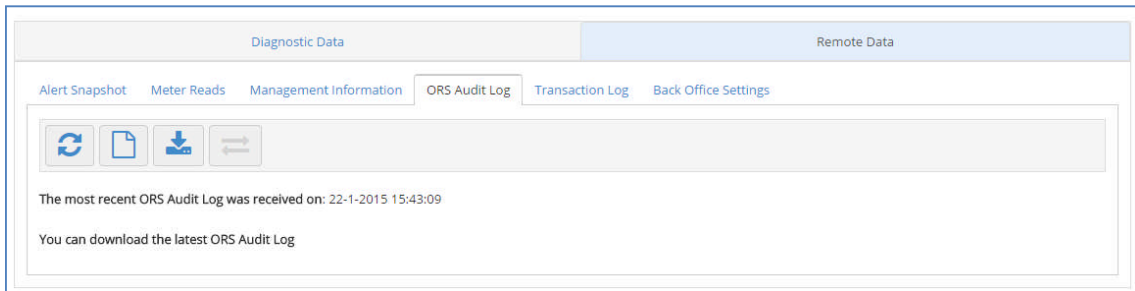 Diagnostic Data Remote Data
Alert Snapshot Meter Reads Management Information ORS Audit Log Transaction Log Back Office Settings
The most recent ORS Audit Log was received on: 22-1-2015 15:43:09
You can download the latest ORS Audit Log